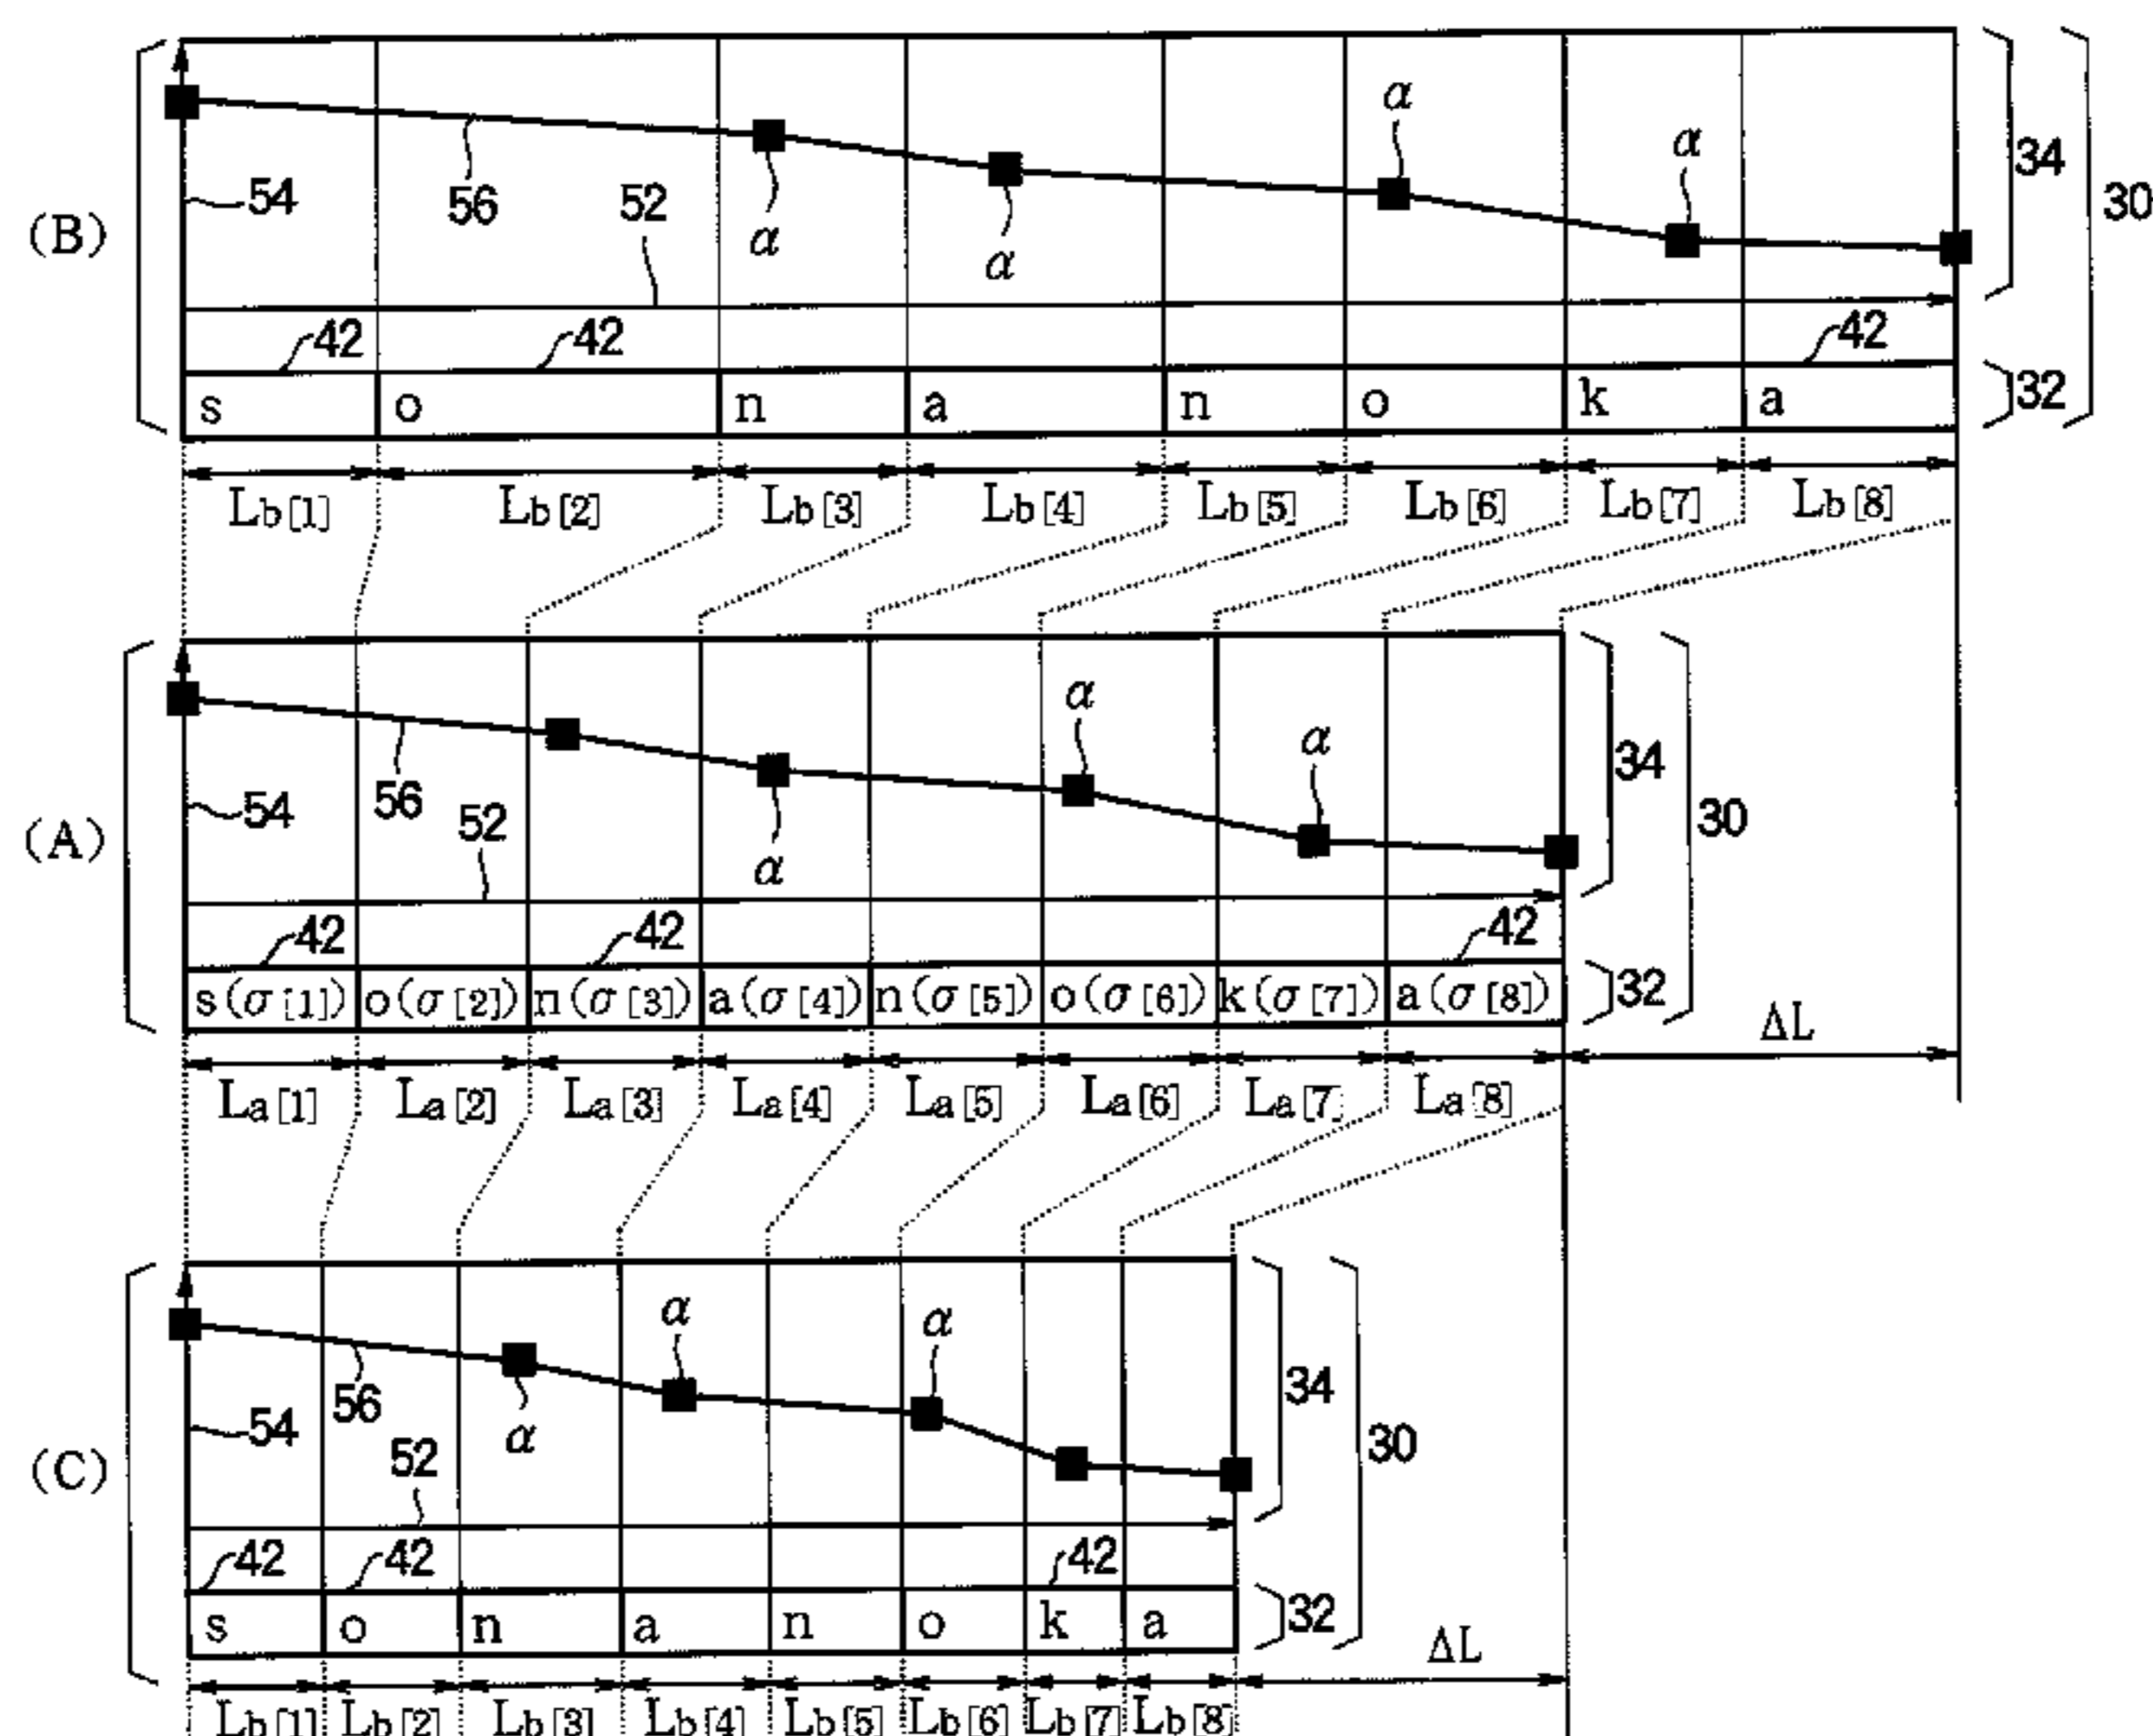 α
α
34
54
56
52
30
(B)
α
α
42
42
42
s o n a n o k a
32
Lb[1] Lb[2] Lb[3] Lb[4] Lb[5] Lb[6] Lb[7] Lb[8]
α
α
34
54
56
52
30
(A)
α
42
42
42
s(σ[1]) o(σ[2]) n(σ[3]) a(σ[4]) n(σ[5]) o(σ[6]) k(σ[7]) a(σ[8])
32
ΔL
La[1] La[2] La[3] La[4] La[5] La[6] La[7] La[8]
α
α
34
56
54
α
52
30
(C)
42
42
42
s o n a n o k a
32
ΔL
Lb[1] Lb[2] Lb[3] Lb[4] Lb[5] Lb[6] Lb[7] Lb[8]